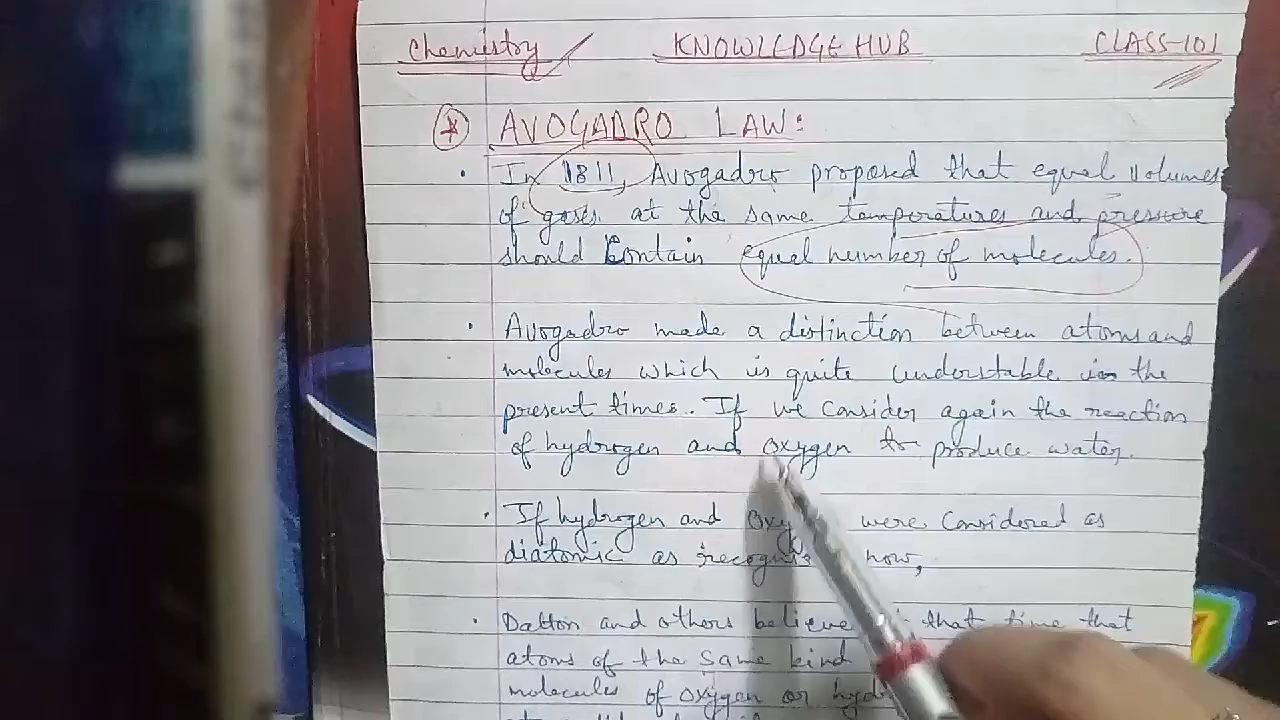 Chemistry KNOWLEDGE HUB CLASS-101
* AVOGADRO LAW:
• In 1811, Avogadro proposed that equal volumes
of gases at the same temperatures and pressure
should Contain equal number of molecules.
• Avogadro made a distinction between atoms and
molecules which is quite understable in the
present times. If we consider again the reaction
of hydrogen and oxygen to produce water.
• If hydrogen and were Considered as
diatomic as now,
• Dalton and others believe that time that
atoms of the same kind
molecules of oxygen or